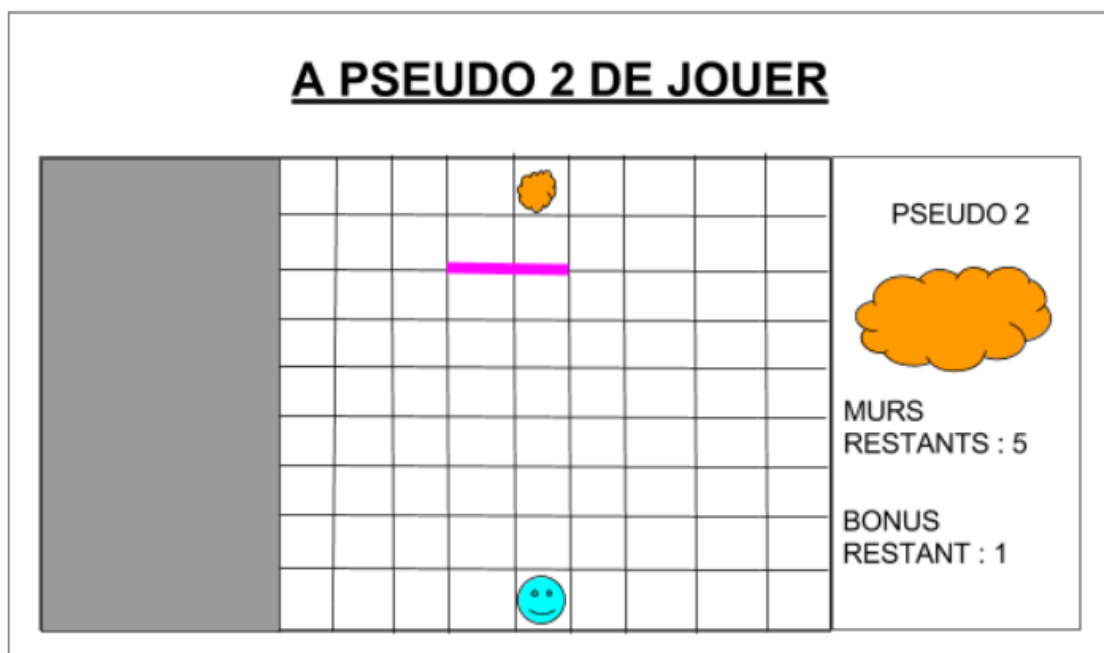 A PSEUDO 2 DE JOUER
PSEUDO 2
MURS
RESTANTS : 5
BONUS
RESTANT : 1